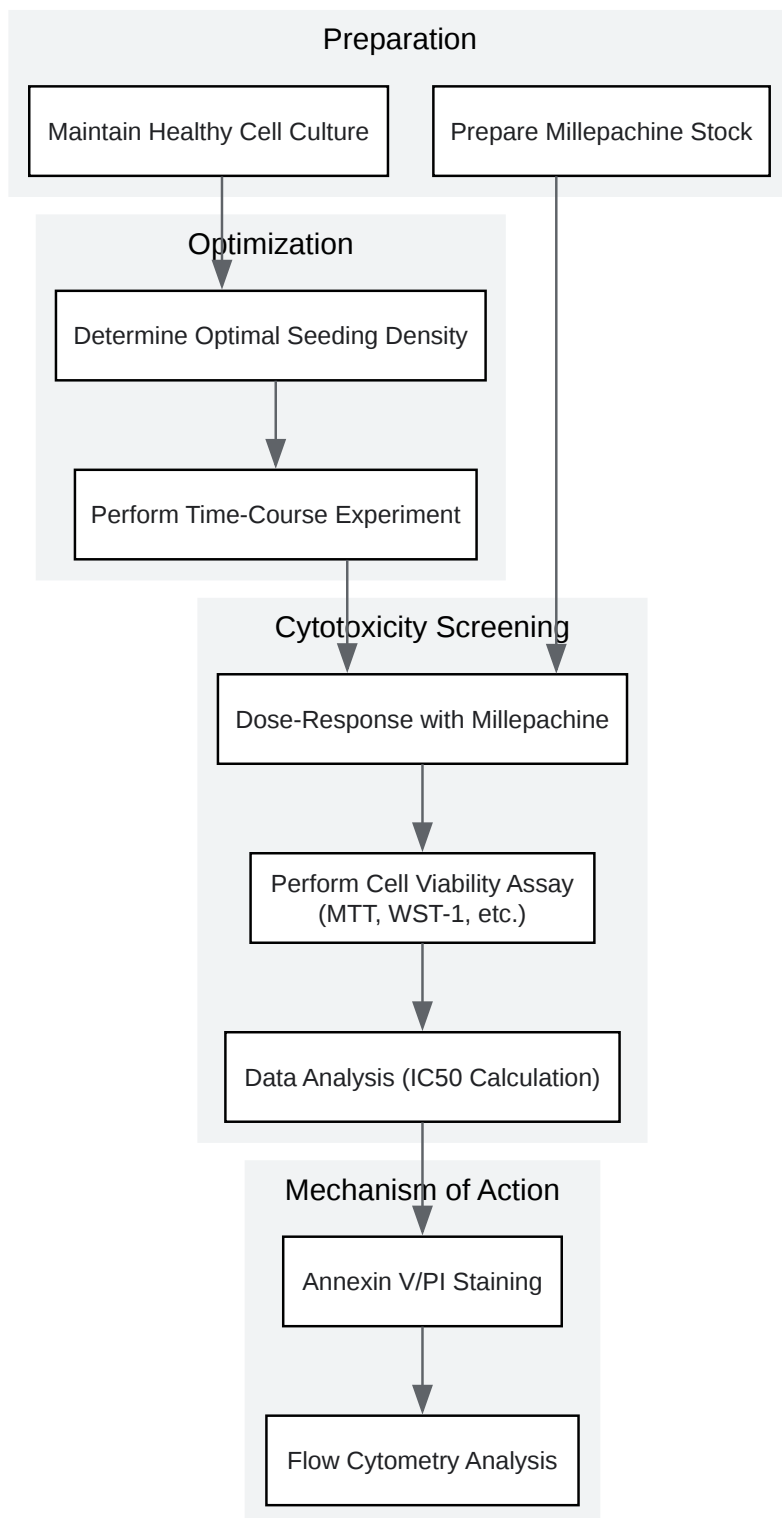 Preparation
Maintain Healthy Cell Culture
Prepare Millepachine Stock
Optimization
Determine Optimal Seeding Density
Perform Time-Course Experiment
Cytotoxicity Screening
Dose-Response with Millepachine
Perform Cell Viability Assay
(MTT, WST-1, etc.)
Data Analysis (IC50 Calculation)
Mechanism of Action
Annexin V/PI Staining
Flow Cytometry Analysis